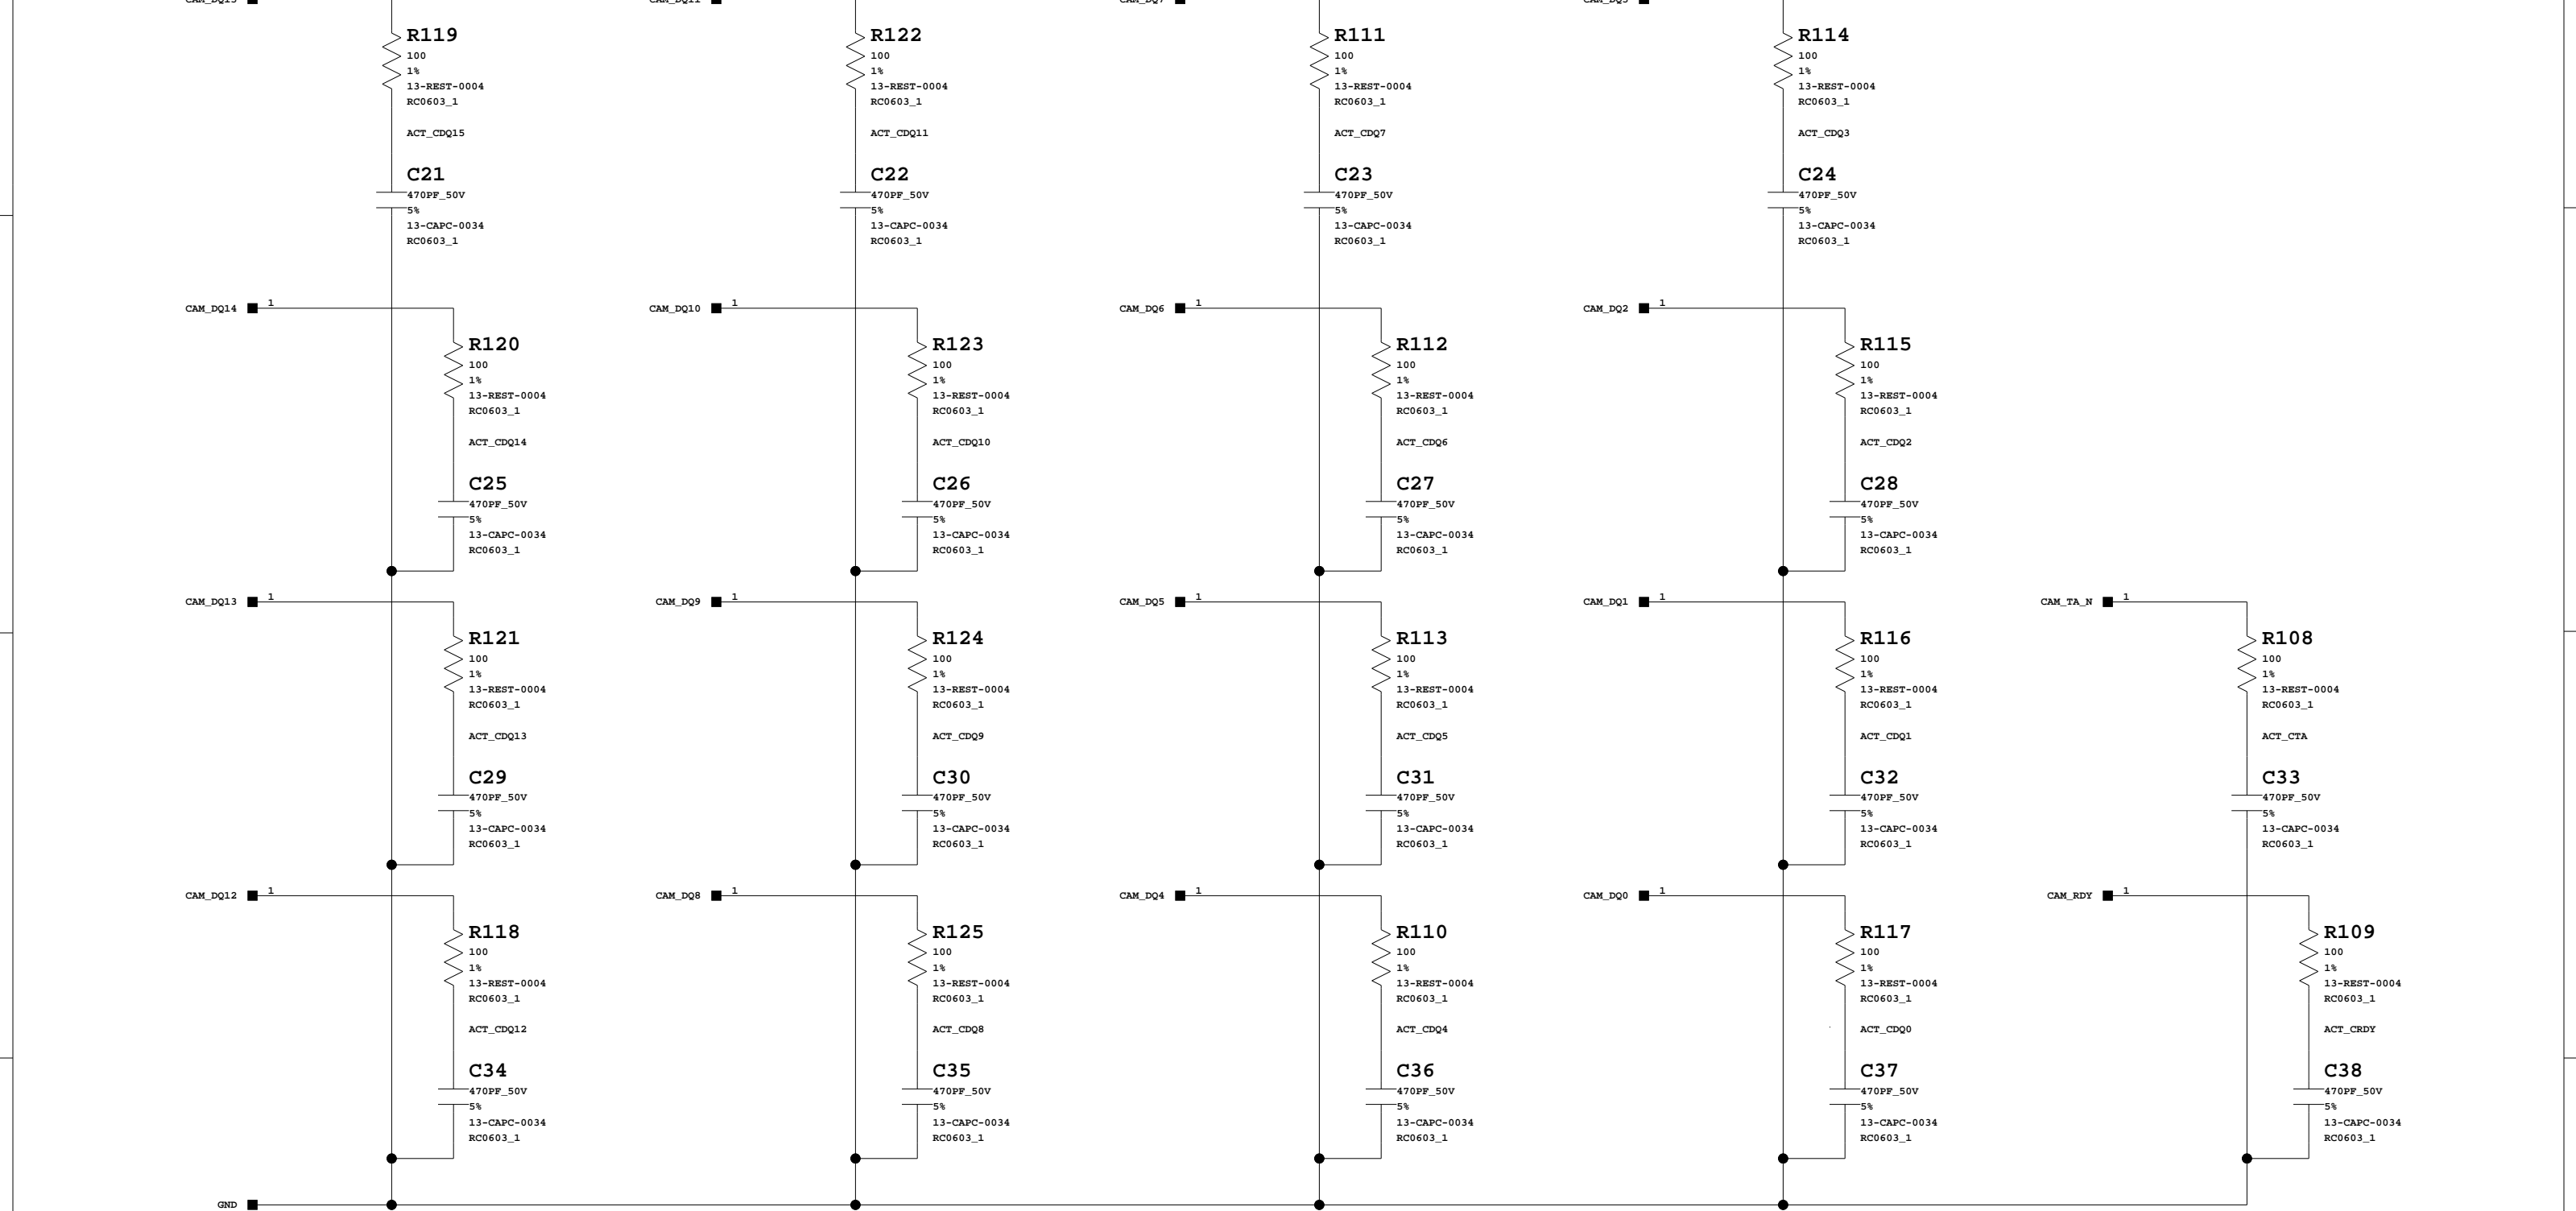 R119
100
1%
13-REST-0004
RC0603_1
ACT_CDQ15
C21
470PF_50V
5%
13-CAPC-0034
RC0603_1
R122
100
1%
13-REST-0004
RC0603_1
ACT_CDQ11
C22
470PF_50V
5%
13-CAPC-0034
RC0603_1
R111
100
1%
13-REST-0004
RC0603_1
ACT_CDQ7
C23
470PF_50V
5%
13-CAPC-0034
RC0603_1
R114
100
1%
13-REST-0004
RC0603_1
ACT_CDQ3
C24
470PF_50V
5%
13-CAPC-0034
RC0603_1
CAM_DQ14 1
R120
100
1%
13-REST-0004
RC0603_1
ACT_CDQ14
C25
470PF_50V
5%
13-CAPC-0034
RC0603_1
CAM_DQ10 1
R123
100
1%
13-REST-0004
RC0603_1
ACT_CDQ10
C26
470PF_50V
5%
13-CAPC-0034
RC0603_1
CAM_DQ6 1
R112
100
1%
13-REST-0004
RC0603_1
ACT_CDQ6
C27
470PF_50V
5%
13-CAPC-0034
RC0603_1
CAM_DQ2 1
R115
100
1%
13-REST-0004
RC0603_1
ACT_CDQ2
C28
470PF_50V
5%
13-CAPC-0034
RC0603_1
CAM_DQ13 1
R121
100
1%
13-REST-0004
RC0603_1
ACT_CDQ13
C29
470PF_50V
5%
13-CAPC-0034
RC0603_1
CAM_DQ9 1
R124
100
1%
13-REST-0004
RC0603_1
ACT_CDQ9
C30
470PF_50V
5%
13-CAPC-0034
RC0603_1
CAM_DQ5 1
R113
100
1%
13-REST-0004
RC0603_1
ACT_CDQ5
C31
470PF_50V
5%
13-CAPC-0034
RC0603_1
CAM_DQ1 1
R116
100
1%
13-REST-0004
RC0603_1
ACT_CDQ1
C32
470PF_50V
5%
13-CAPC-0034
RC0603_1
CAM_TA_N 1
R108
100
1%
13-REST-0004
RC0603_1
ACT_CTA
C33
470PF_50V
5%
13-CAPC-0034
RC0603_1
CAM_DQ12 1
R118
100
1%
13-REST-0004
RC0603_1
ACT_CDQ12
C34
470PF_50V
5%
13-CAPC-0034
RC0603_1
CAM_DQ8 1
R125
100
1%
13-REST-0004
RC0603_1
ACT_CDQ8
C35
470PF_50V
5%
13-CAPC-0034
RC0603_1
CAM_DQ4 1
R110
100
1%
13-REST-0004
RC0603_1
ACT_CDQ4
C36
470PF_50V
5%
13-CAPC-0034
RC0603_1
CAM_DQ0 1
R117
100
1%
13-REST-0004
RC0603_1
ACT_CDQ0
C37
470PF_50V
5%
13-CAPC-0034
RC0603_1
CAM_RDY 1
R109
100
1%
13-REST-0004
RC0603_1
ACT_CRDY
C38
470PF_50V
5%
13-CAPC-0034
RC0603_1
GND